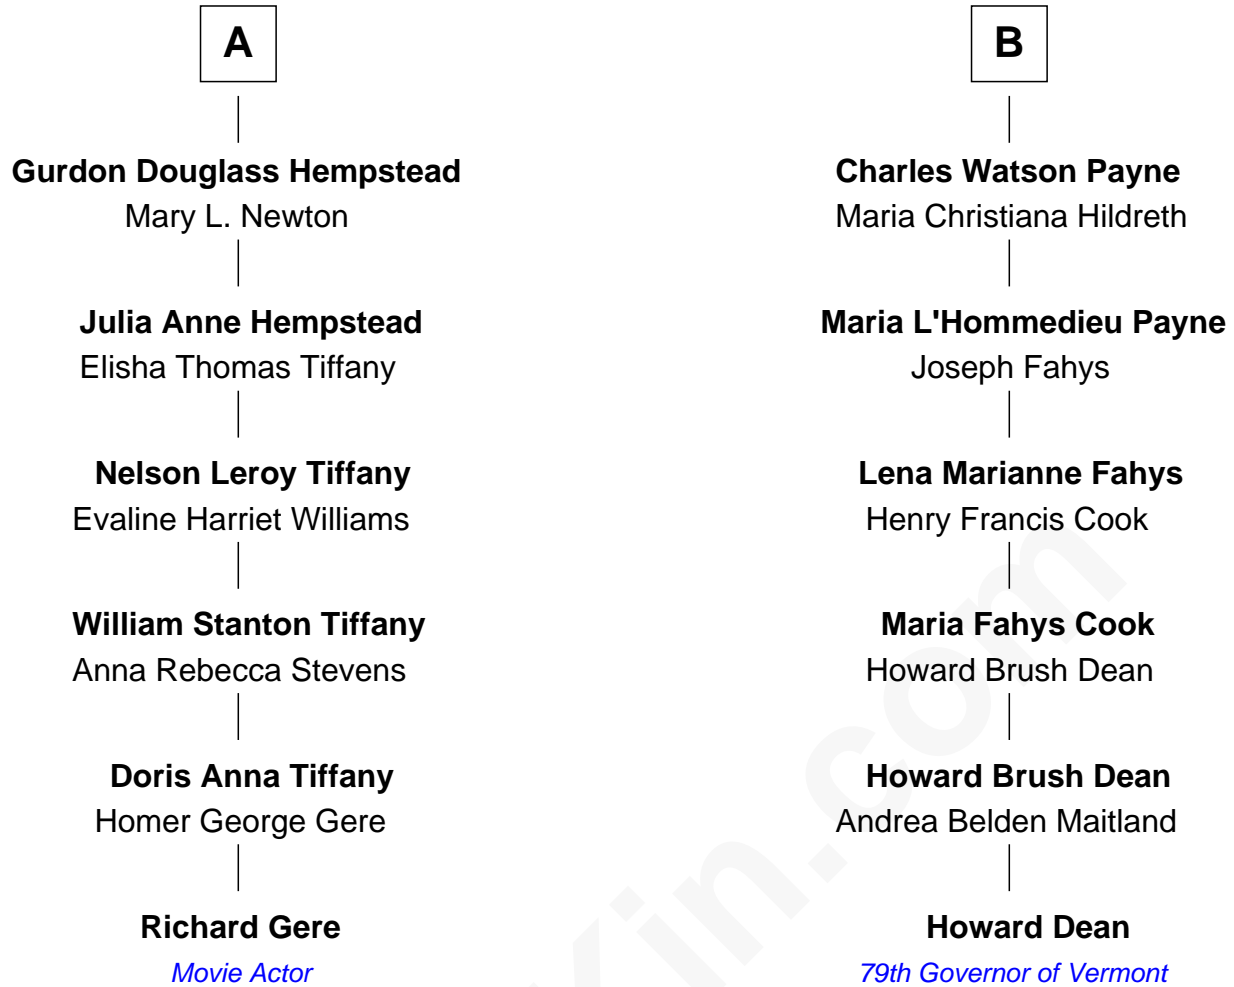 A
Gurdon Douglass Hempstead
Mary L. Newton
Julia Anne Hempstead
Elisha Thomas Tiffany
Nelson Leroy Tiffany
Evaline Harriet Williams
William Stanton Tiffany
Anna Rebecca Stevens
Doris Anna Tiffany
Homer George Gere
Richard Gere
Movie Actor
B
Charles Watson Payne
Maria Christiana Hildreth
Maria L'Hommedieu Payne
Joseph Fahys
Lena Marianne Fahys
Henry Francis Cook
Maria Fahys Cook
Howard Brush Dean
Howard Brush Dean
Andrea Belden Maitland
Howard Dean
79th Governor of Vermont
Kin.com